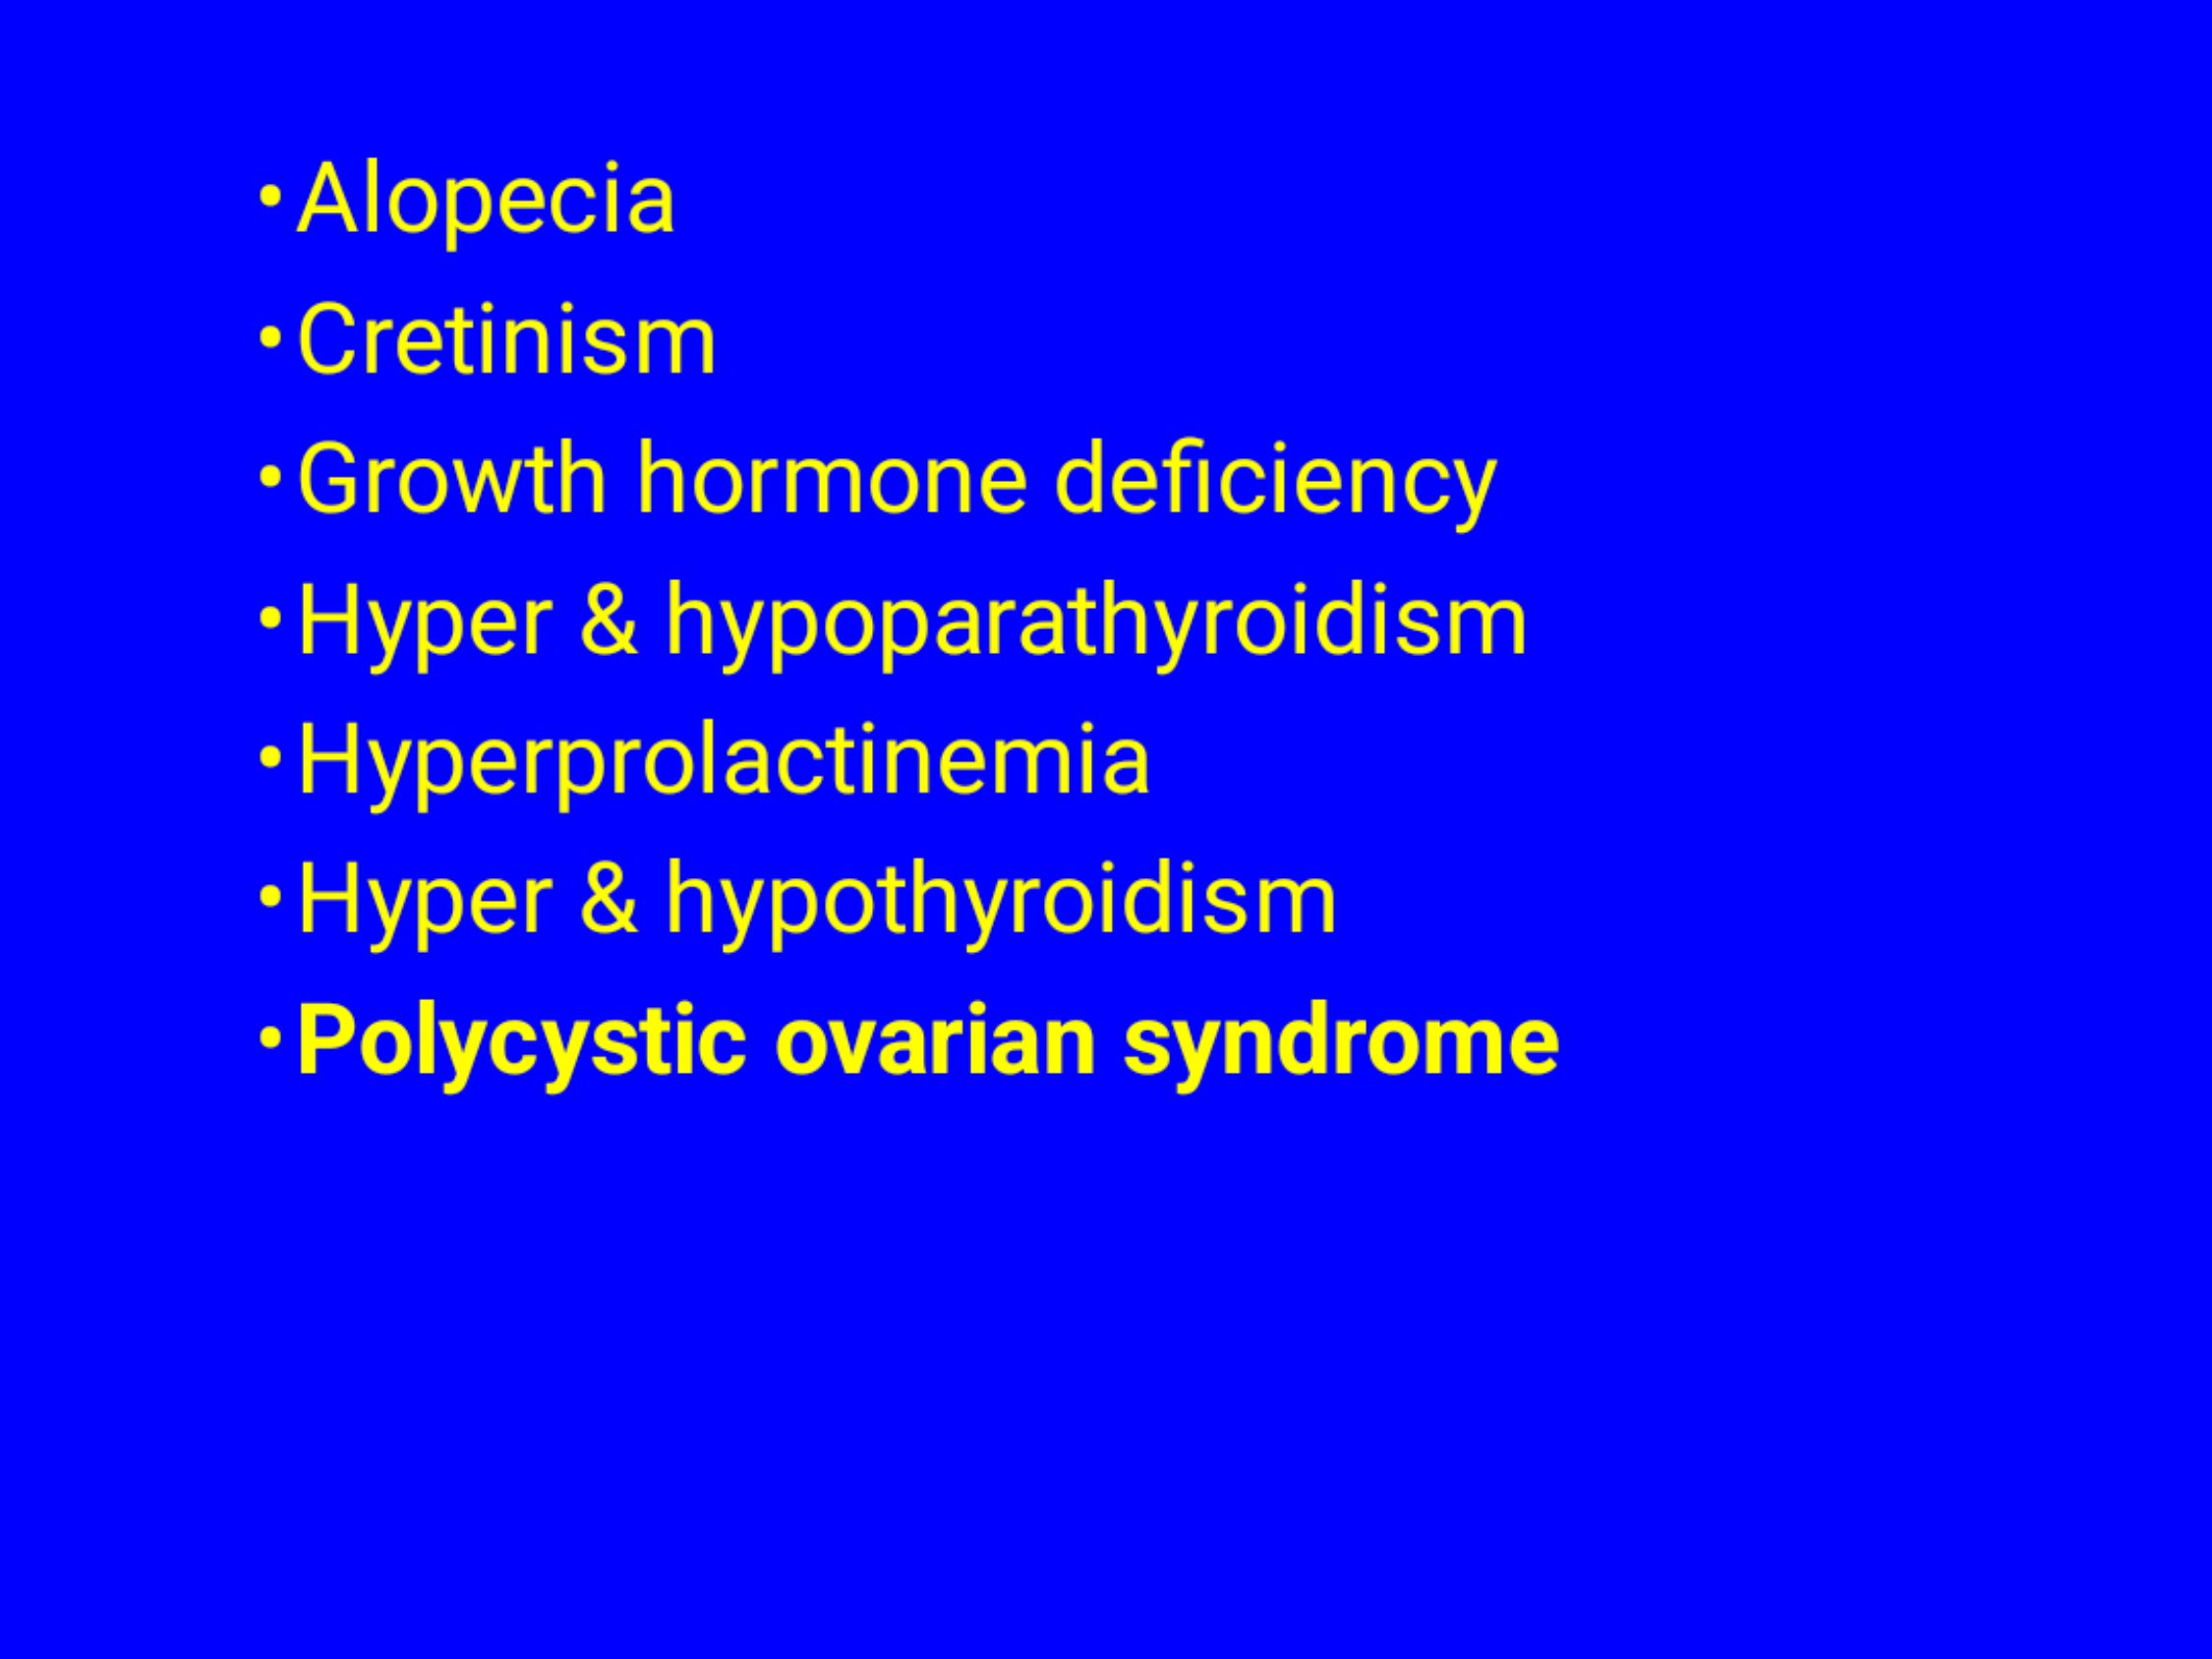 •Alopecia
•Cretinism
•Growth hormone deficiency
•Hyper & hypoparathyroidism
•Hyperprolactinemia
•Hyper & hypothyroidism
•Polycystic ovarian syndrome